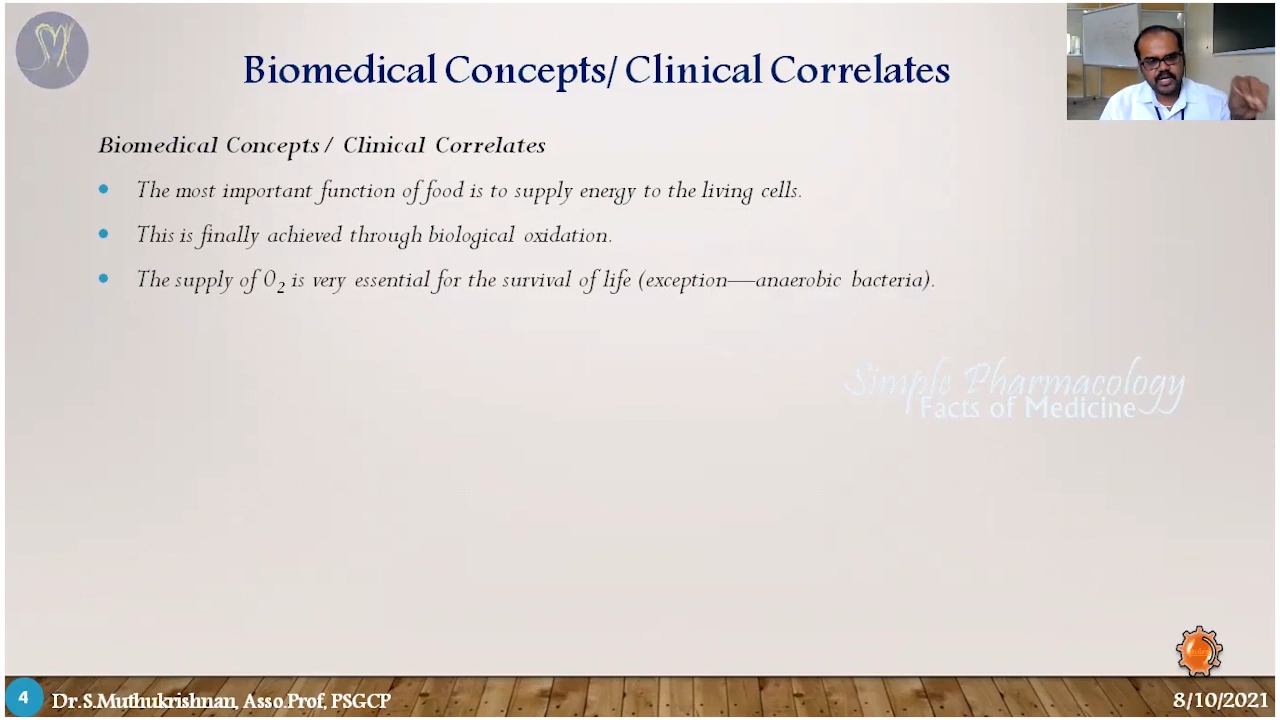 Biomedical Concepts/ Clinical Correlates
Biomedical Concepts / Clinical Correlates
The most important function of food is to supply energy to the living cells.
This is finally achieved through biological oxidation.
The supply of O₂ is very essential for the survival of life (exception—anaerobic bacteria).
Simple Pharmacology
Facts of Medicine
4
Dr.S.Muthukrishnan, Asso.Prof, PSGCP
8/10/2021